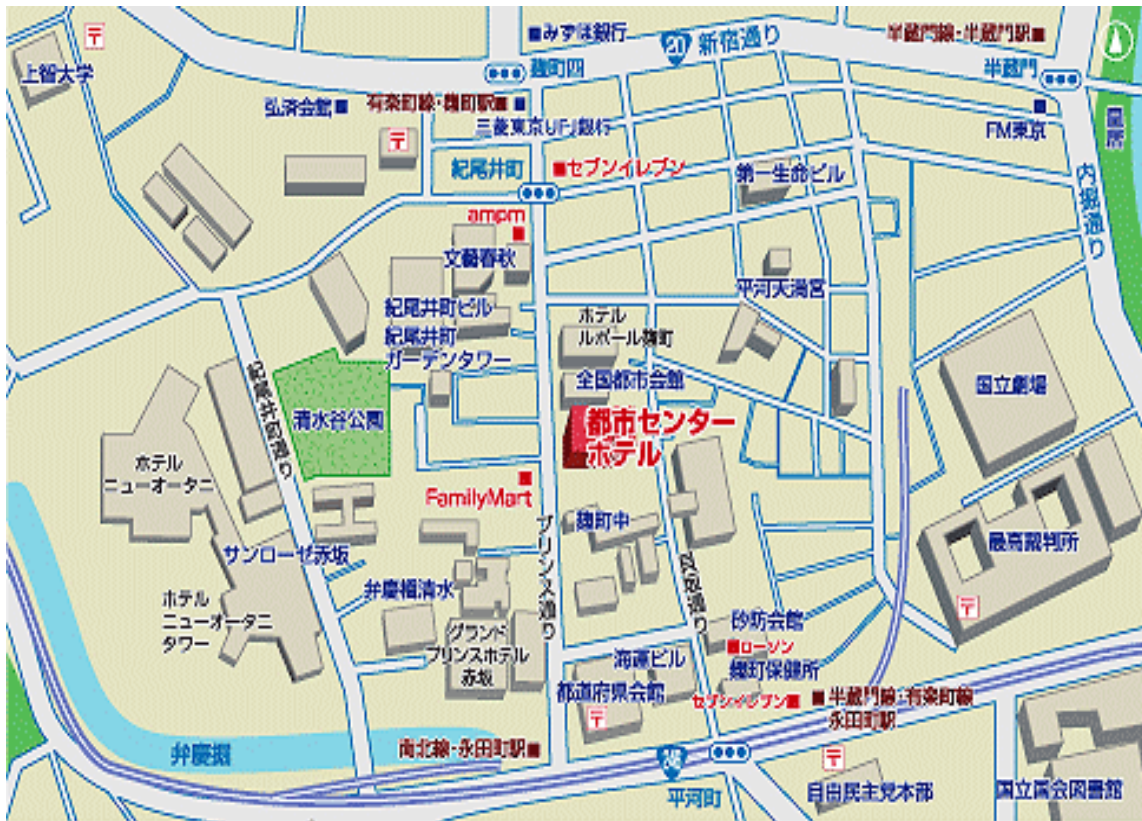 みずほ銀行
20
新宿通り
半蔵門線・半蔵門駅
上智大学
麹町四
半蔵門
弘済会館
有楽町線・麹町駅
三菱東京UFJ銀行
FM東京
皇居
紀尾井町
セブンイレブン
第一生命ビル
内堀通り
ampm
文藝春秋
平河天満宮
紀尾井町ビル
ホテル
ルポール麹町
紀尾井町
ガーデンタワー
紀尾井町通り
全国都市会館
国立劇場
清水谷公園
都市センター
ホテル
ホテル
ニューオータニ
FamilyMart
プリンス通り
麹町中
最高裁判所
サンローゼ赤坂
弁慶橋清水
ホテル
ニューオータニ
タワー
砂防会館
グランド
プリンスホテル
赤坂
ローソン
海運ビル
麹町保健所
都道府県会館
セブンイレブン
半蔵門線・有楽町線
永田町駅
南北線・永田町駅
弁慶堀
246
平河町
自由民主党本部
国立国会図書館